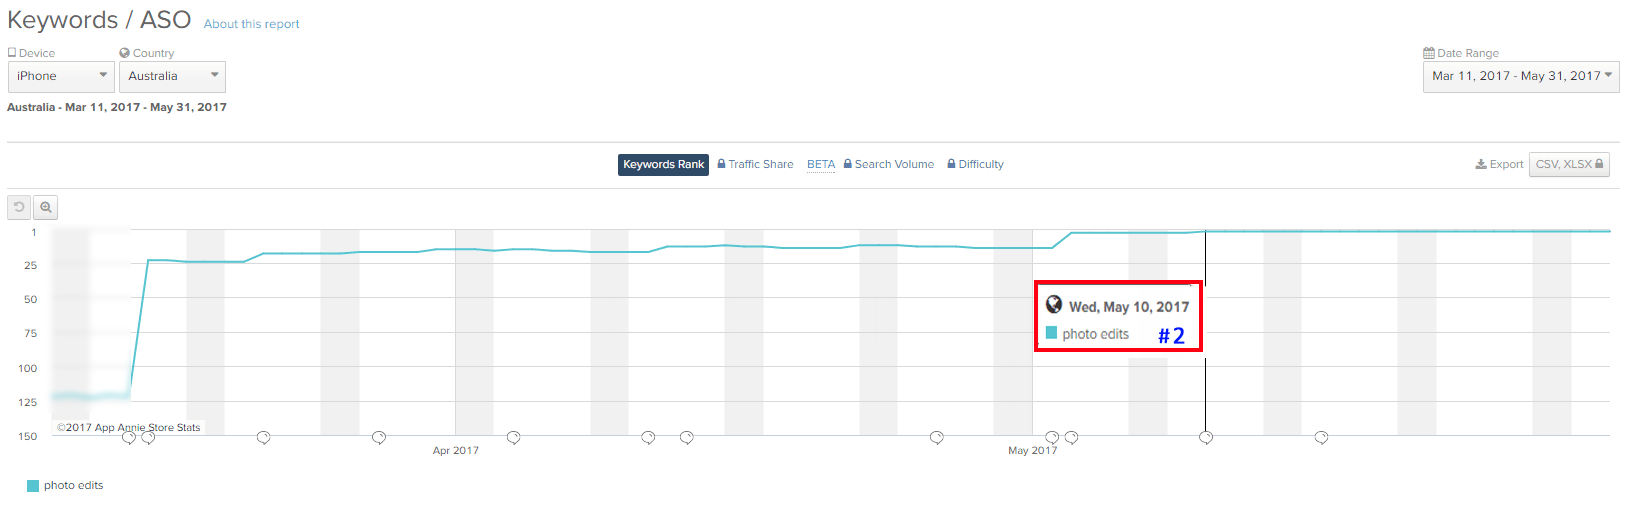 Keywords / ASO About this report
Device Country Date Range
iPhone Australia Mar 11, 2017 - May 31, 2017
Australia - Mar 11, 2017 - May 31, 2017
Keywords Rank Traffic Share BETA Search Volume Difficulty Export CSV, XLSX
1
25
50
75
100
125
150
Wed, May 10, 2017
photo edits #2
©2017 App Annie Store Stats
Apr 2017 May 2017
photo edits